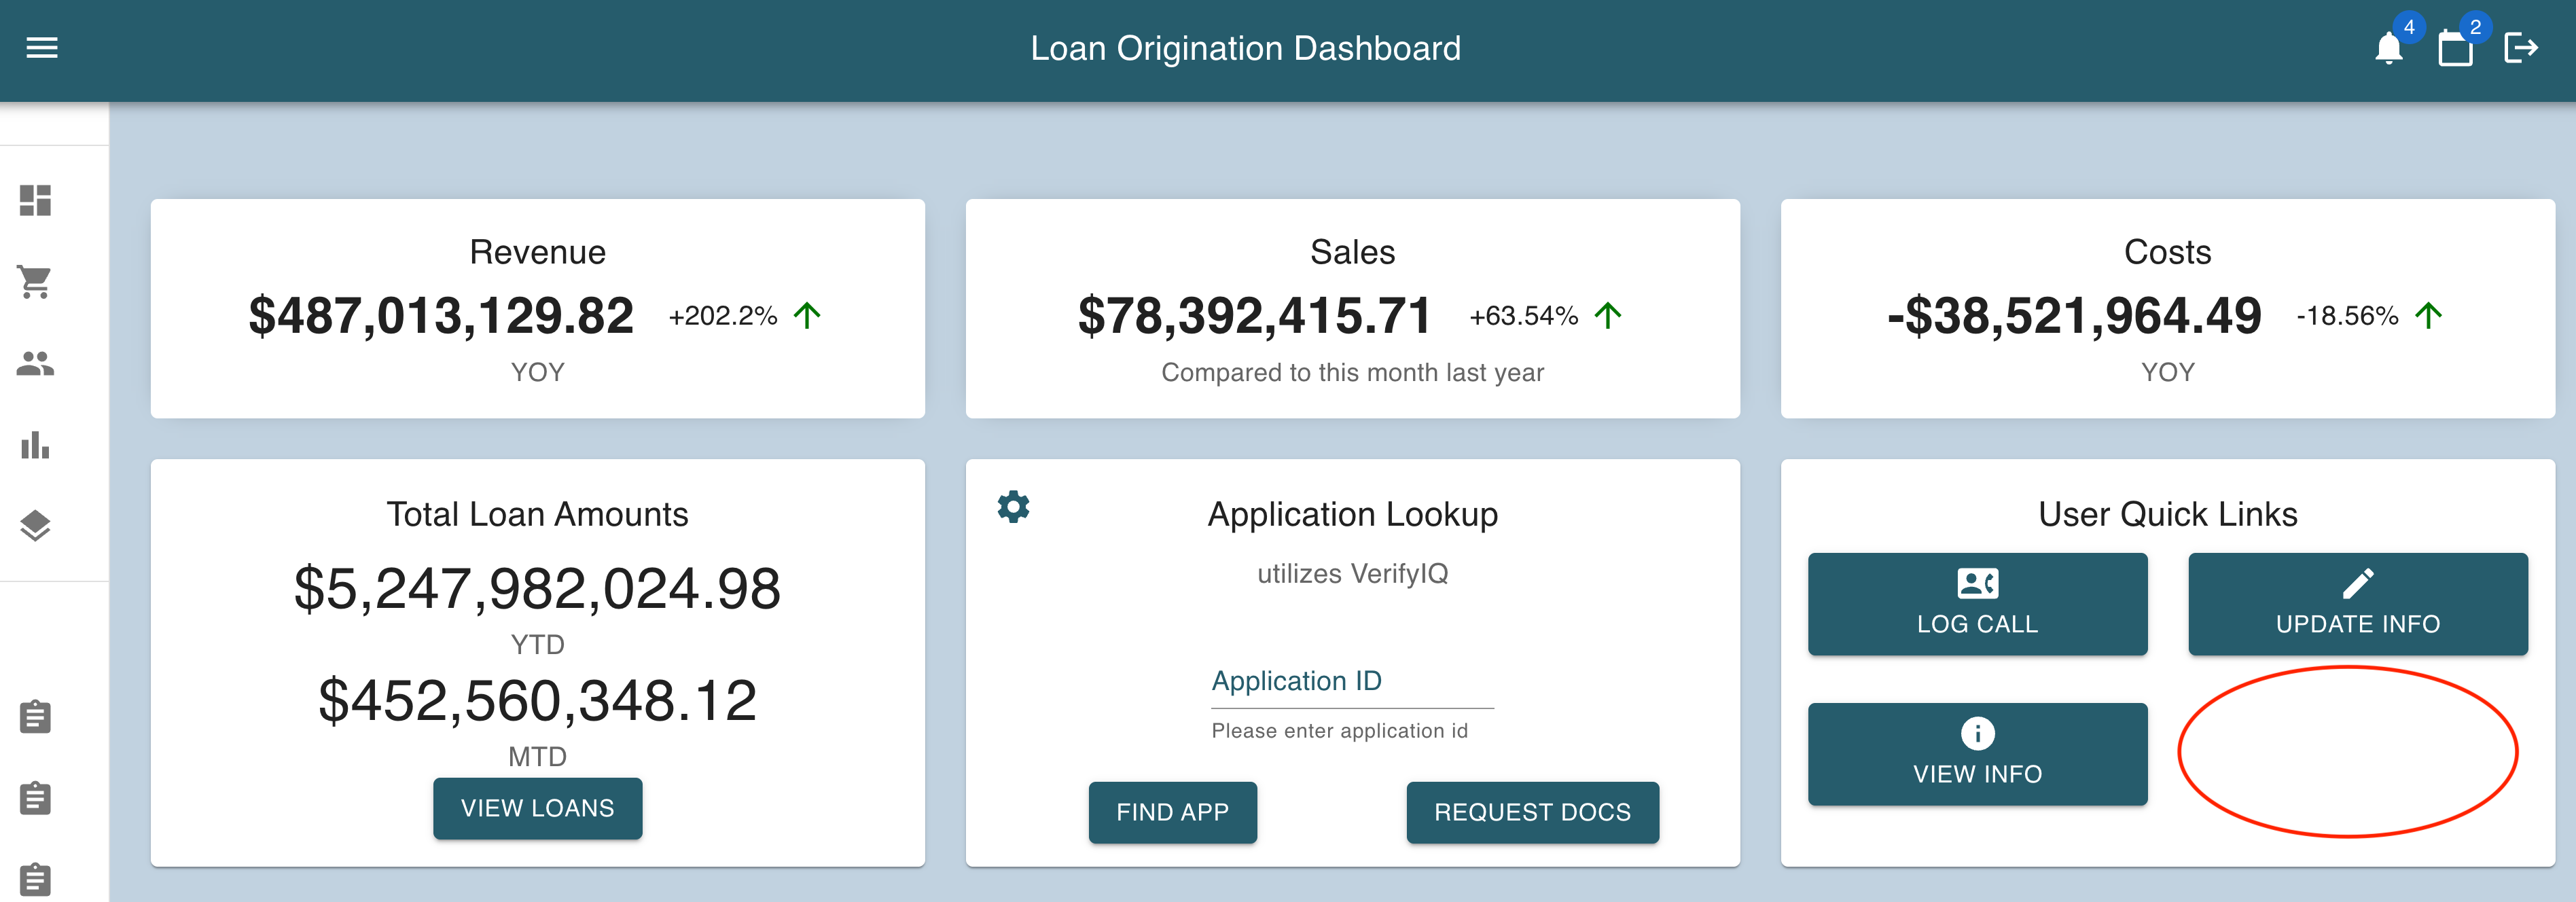 Loan Origination Dashboard
4
2
Revenue
$487,013,129.82 +202.2%
YOY
Sales
$78,392,415.71 +63.54%
Compared to this month last year
Costs
-$38,521,964.49 -18.56%
YOY
Total Loan Amounts
$5,247,982,024.98
YTD
$452,560,348.12
MTD
VIEW LOANS
Application Lookup
utilizes VerifyIQ
Application ID
Please enter application id
FIND APP
REQUEST DOCS
User Quick Links
LOG CALL
UPDATE INFO
VIEW INFO